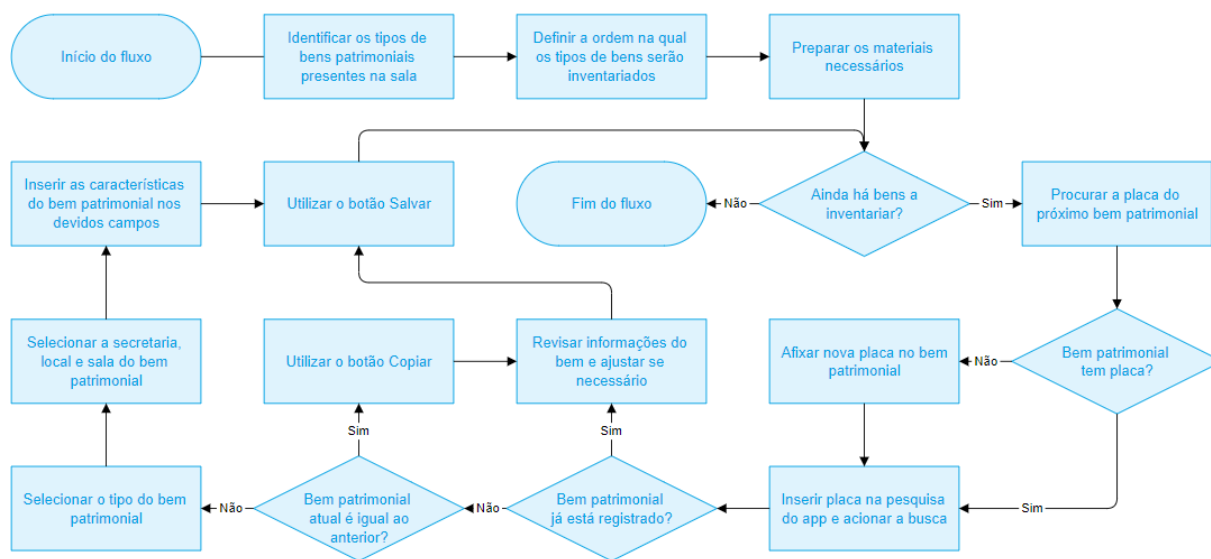 Início do fluxo
Identificar os tipos de
bens patrimoniais
presentes na sala
Definir a ordem na qual
os tipos de bens serão
inventariados
Preparar os materiais
necessários
Inserir as características
do bem patrimonial nos
devidos campos
Utilizar o botão Salvar
Fim do fluxo
Não
Ainda há bens a
inventariar?
Sim
Procurar a placa do
próximo bem patrimonial
Selecionar a secretaria,
local e sala do bem
patrimonial
Utilizar o botão Copiar
Revisar informações do
bem e ajustar se
necessário
Afixar nova placa no bem
patrimonial
Não
Bem patrimonial
tem placa?
Sim
Sim
Selecionar o tipo do bem
patrimonial
Não
Bem patrimonial
atual é igual ao
anterior?
Não
Bem patrimonial
já está registrado?
Inserir placa na pesquisa
do app e acionar a busca
Sim